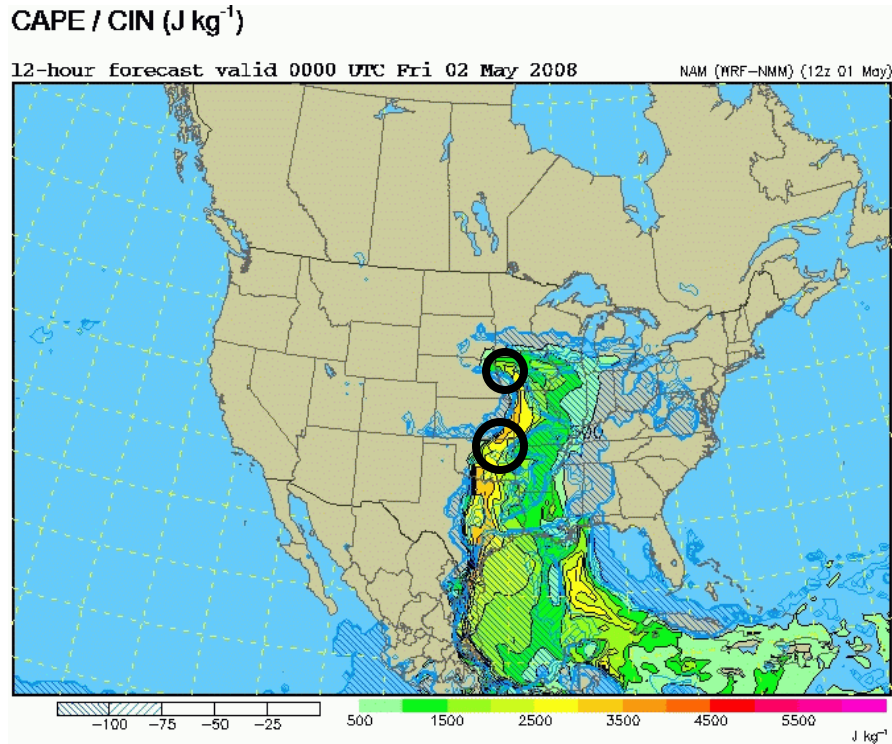 CAPE / CIN (J kg⁻¹)
12-hour forecast valid 0000 UTC Fri 02 May 2008 NAM (WRF-NMM) (12z 01 May)
-100 -75 -50 -25 500 1500 2500 3500 4500 5500
J kg⁻¹